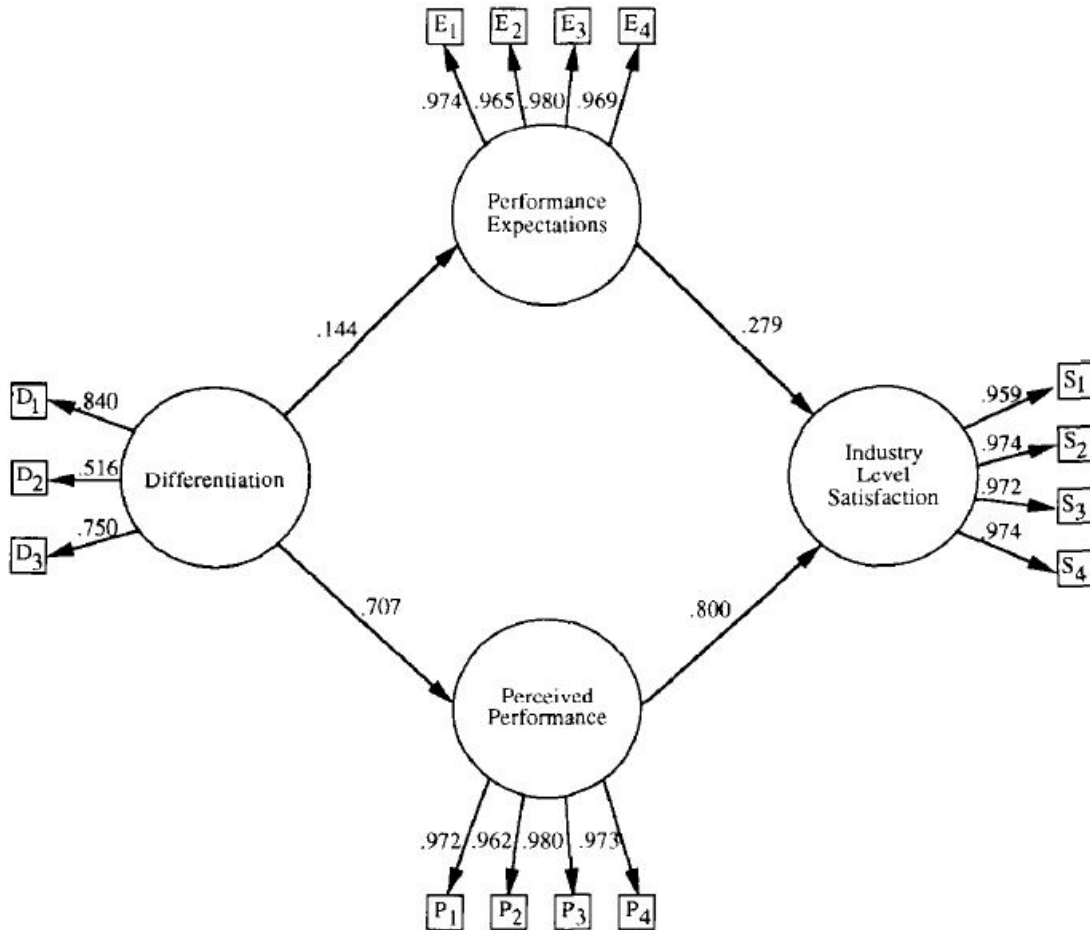 E1 E2 E3 E4
.974 .965 .980 .969
Performance
Expectations
.144
.279
D1
.840
D2
.516
D3
.750
Differentiation
Industry
Level
Satisfaction
S1
.959
S2
.974
S3
.972
S4
.974
.707
.800
Perceived
Performance
.972 .962 .980 .973
P1 P2 P3 P4